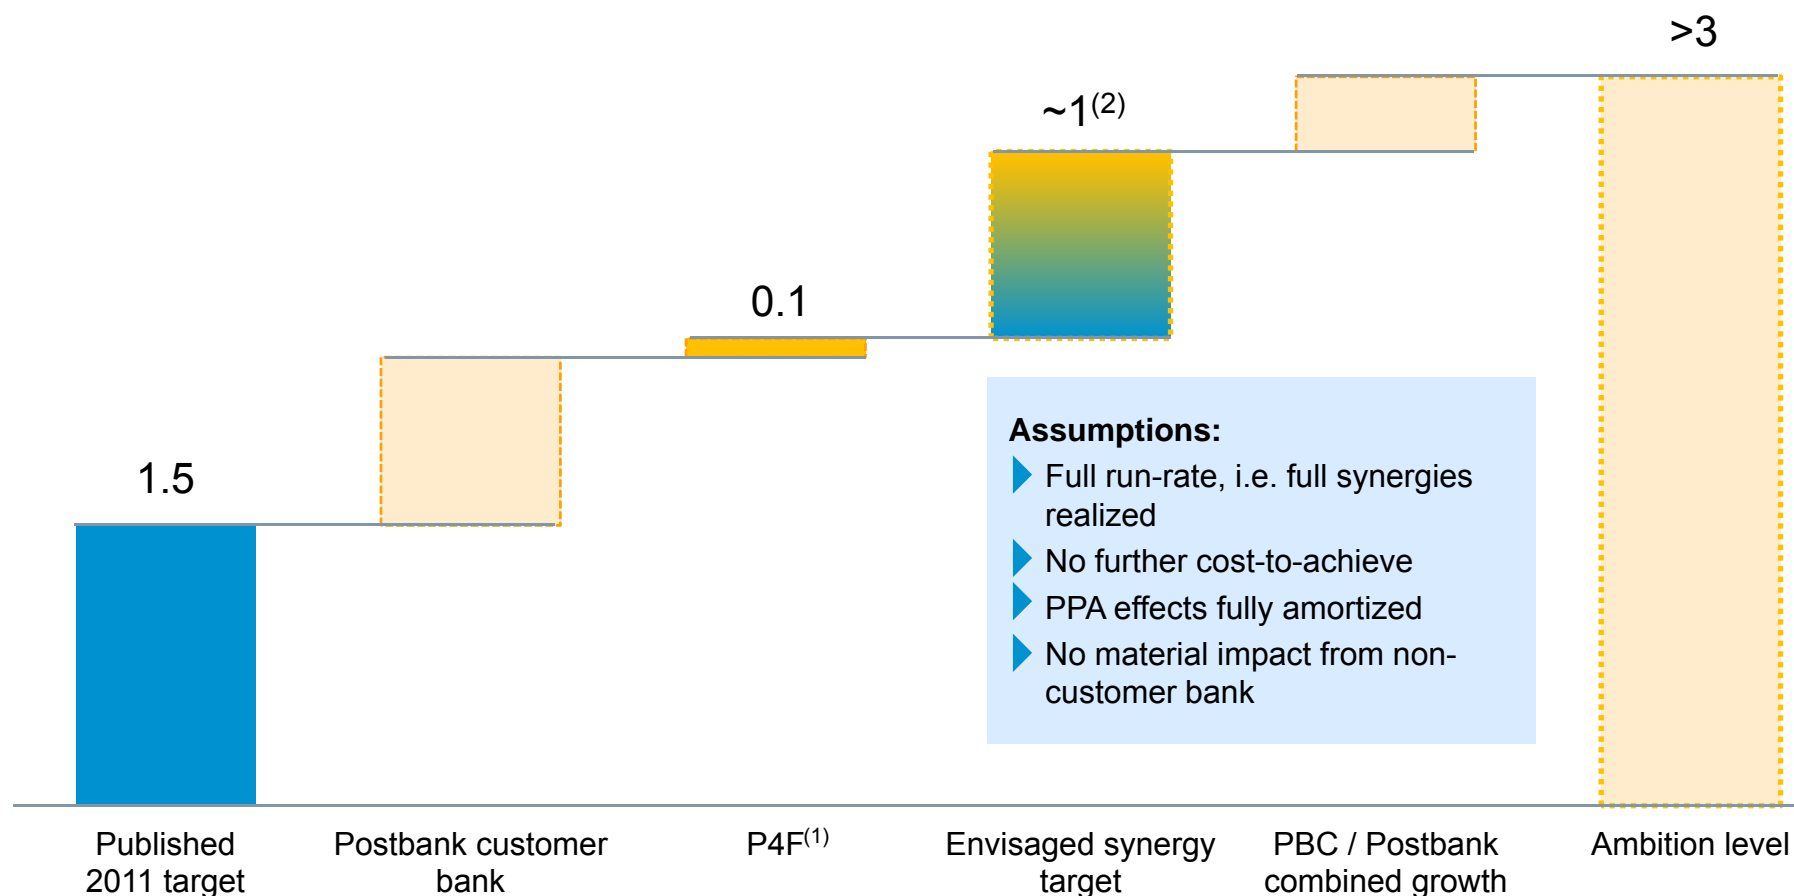 >3
~1(2)
0.1
1.5
Assumptions:
Full run-rate, i.e. full synergies
realized
No further cost-to-achieve
PPA effects fully amortized
No material impact from non-
customer bank
Published
2011 target
Postbank customer
bank
P4F(1)
Envisaged synergy
target
PBC / Postbank
combined growth
Ambition level